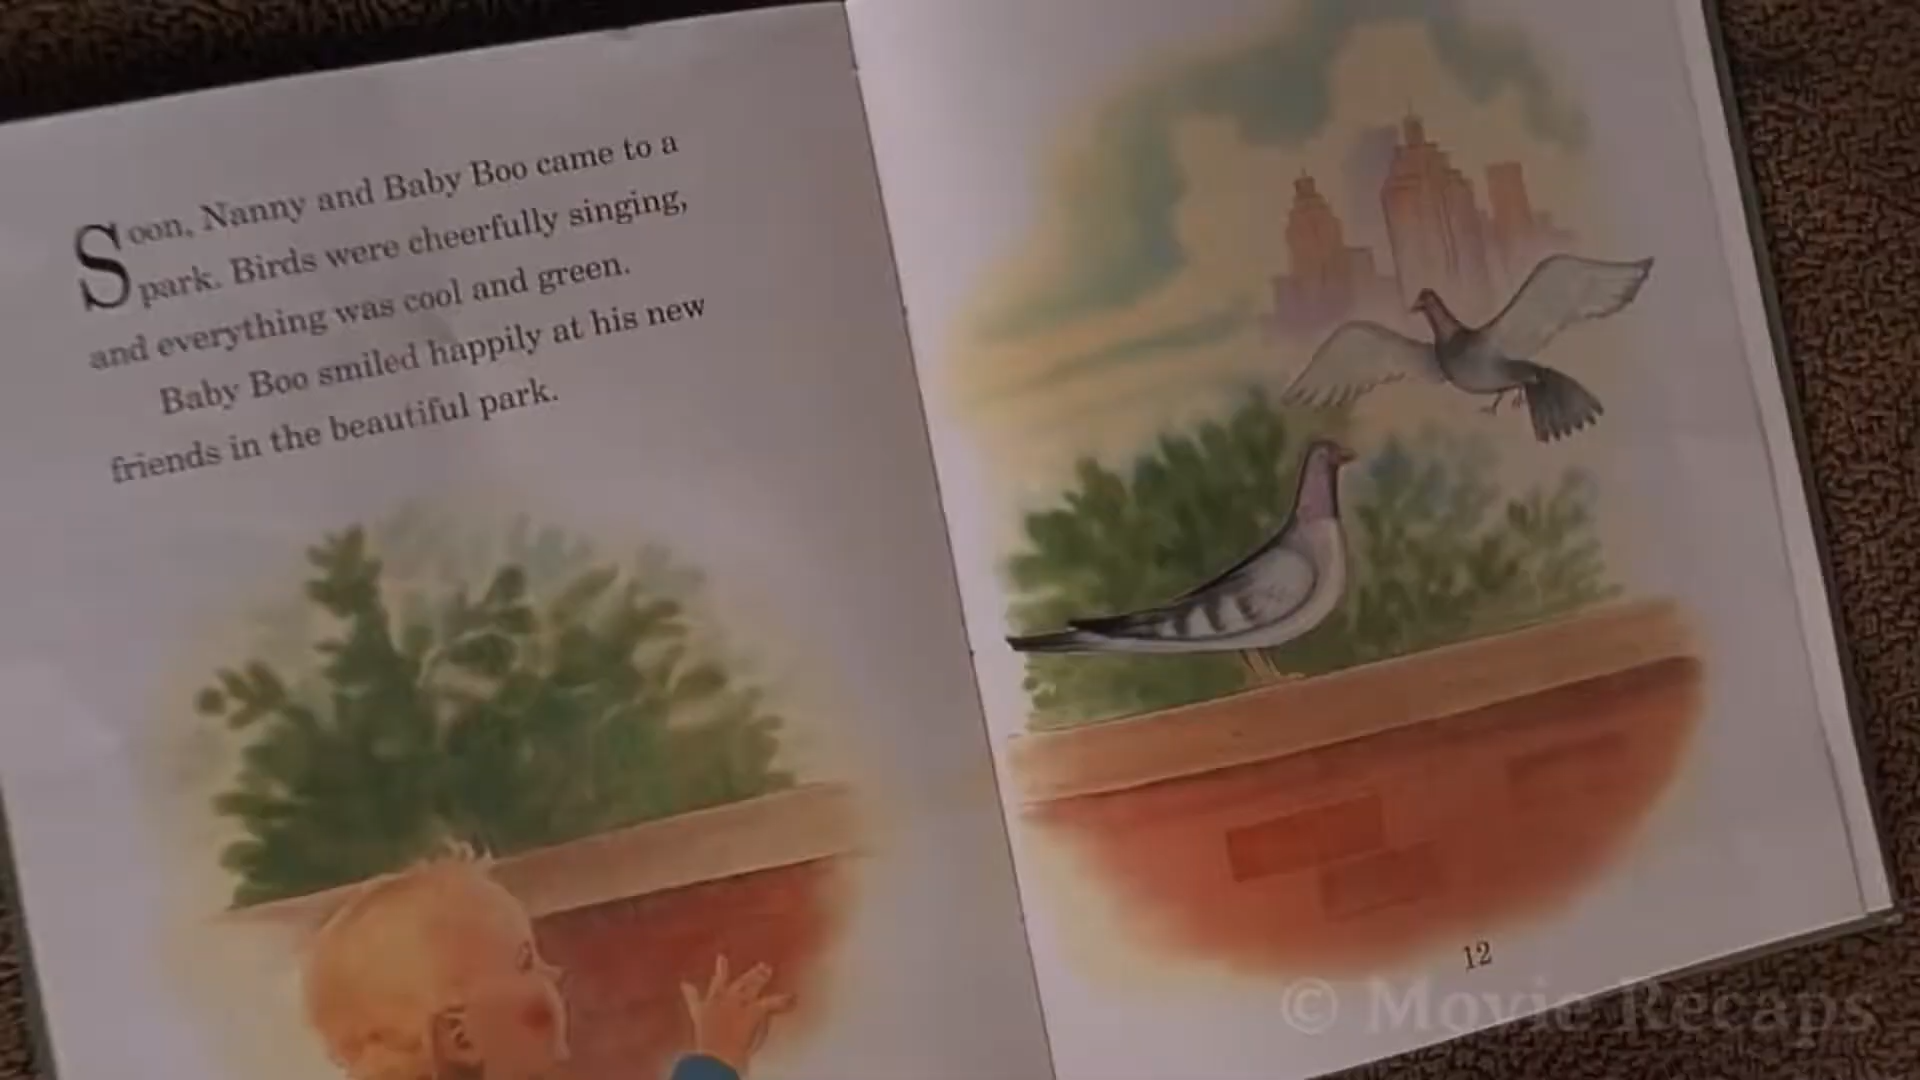 Soon, Nanny and Baby Boo came to a
park. Birds were cheerfully singing,
and everything was cool and green.
Baby Boo smiled happily at his new
friends in the beautiful park.
12
© Movie Recaps